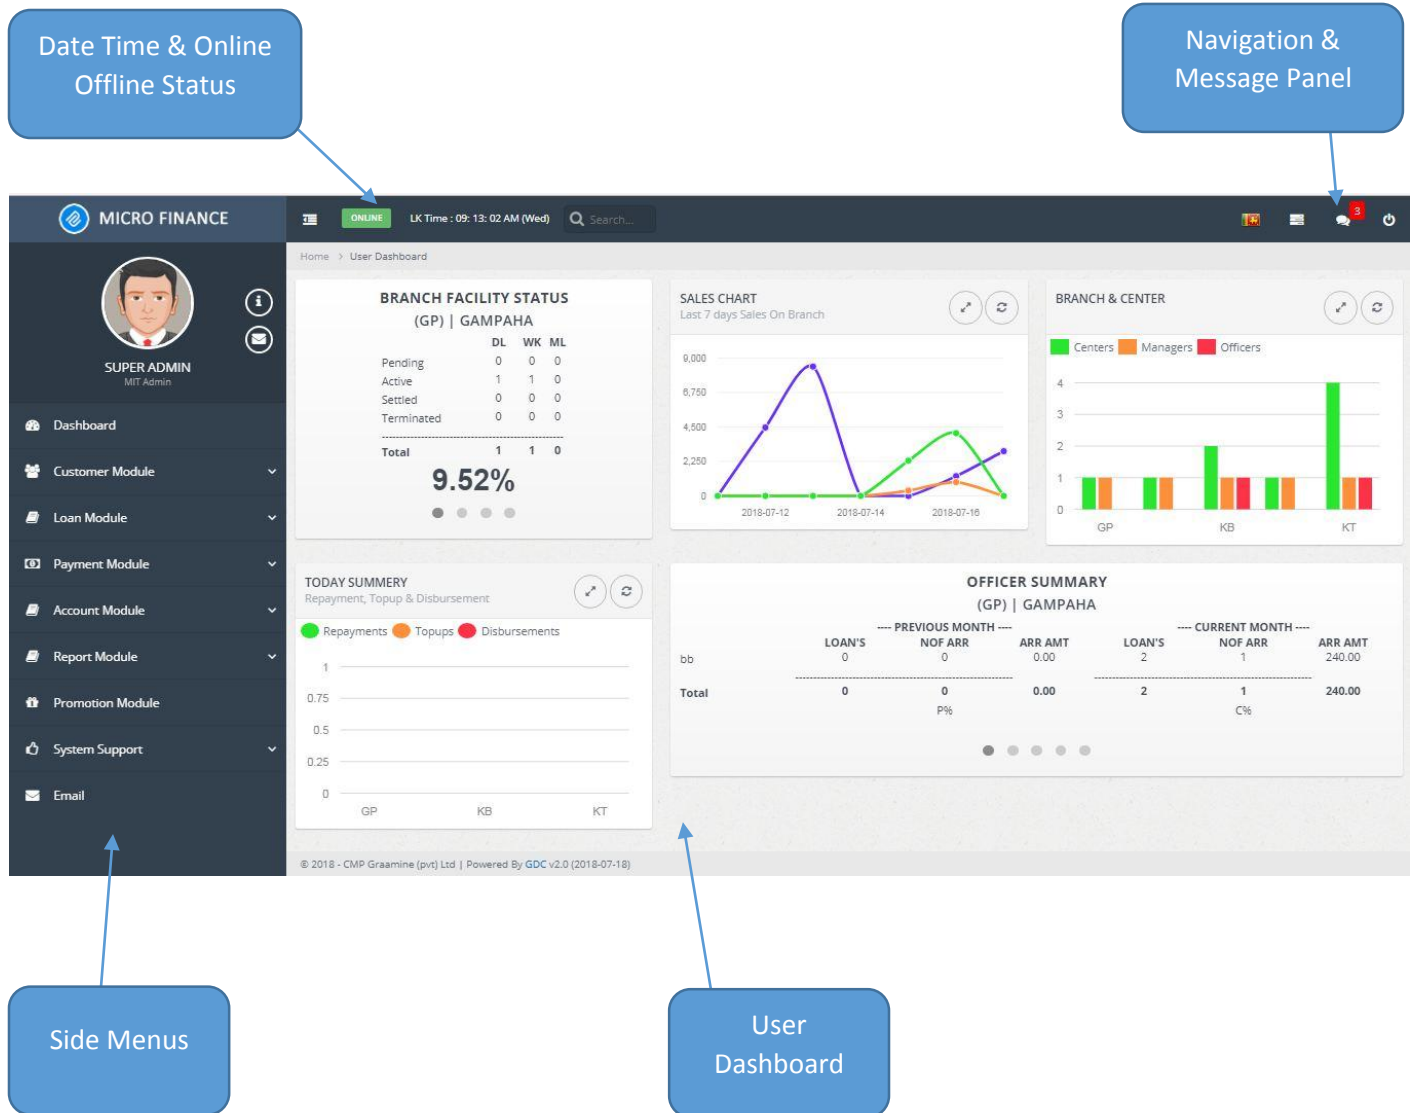 Date Time & Online
Offline Status
Navigation &
Message Panel
MICRO FINANCE
ONLINE
LK Time : 09: 13: 02 AM (Wed)
Search...
3
SUPER ADMIN
MIT Admin
Dashboard
Customer Module
Loan Module
Payment Module
Account Module
Report Module
Promotion Module
System Support
Email
Home > User Dashboard
BRANCH FACILITY STATUS
(GP) | GAMPAHA
DL WK ML
Pending 0 0 0
Active 1 1 0
Settled 0 0 0
Terminated 0 0 0
Total 1 1 0
9.52%
SALES CHART
Last 7 days Sales On Branch
9,000
6,750
4,500
2,250
0
2018-07-12 2018-07-14 2018-07-16
BRANCH & CENTER
Centers Managers Officers
4
3
2
1
0
GP KB KT
TODAY SUMMERY
Repayment, Topup & Disbursement
Repayments Topups Disbursements
1
0.75
0.5
0.25
0
GP KB KT
OFFICER SUMMARY
(GP) | GAMPAHA
---- PREVIOUS MONTH ---- ---- CURRENT MONTH ----
LOAN'S NOF ARR ARR AMT LOAN'S NOF ARR ARR AMT
bb 0 0 0.00 2 1 240.00
Total 0 0 0.00 2 1 240.00
P% C%
© 2018 - CMP Graamine (pvt) Ltd | Powered By GDC v2.0 (2018-07-18)
Side Menus
User
Dashboard